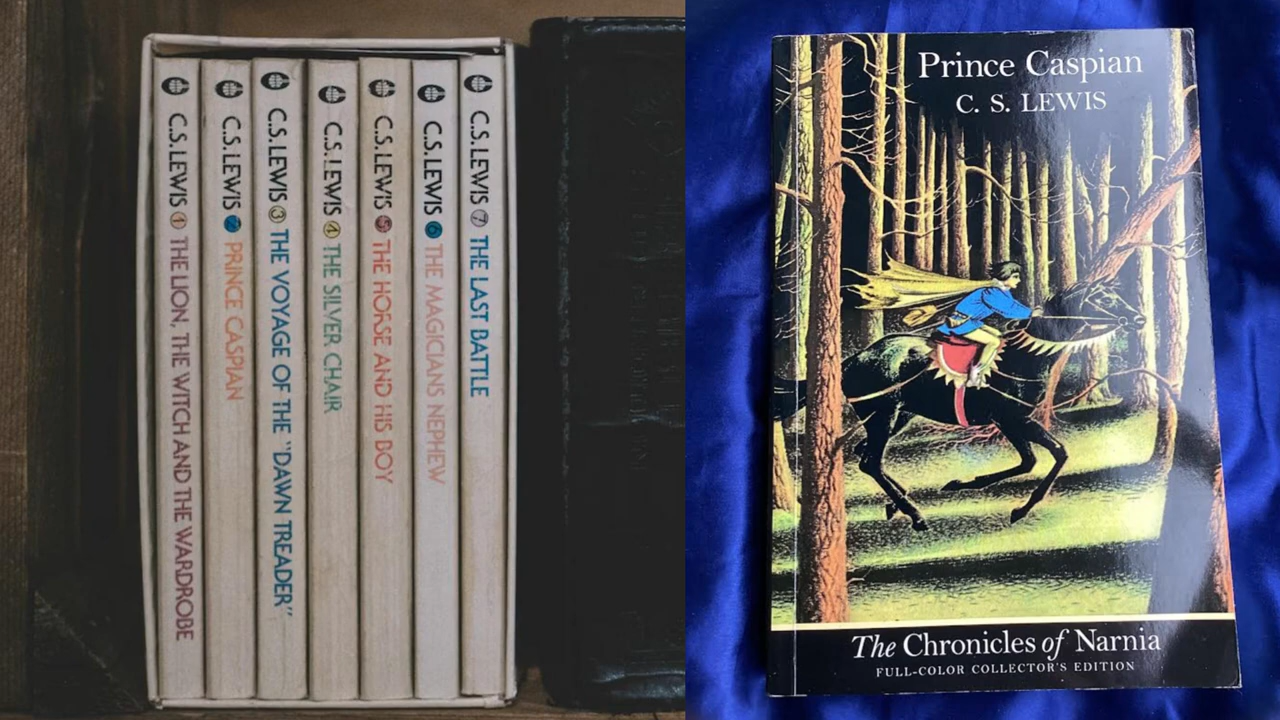 C.S. LEWIS 1 THE LION, THE WITCH AND THE WARDROBE
C.S. LEWIS 2 PRINCE CASPIAN
C.S. LEWIS 3 THE VOYAGE OF THE "DAWN TREADER"
C.S. LEWIS 4 THE SILVER CHAIR
C.S. LEWIS 5 THE HORSE AND HIS BOY
C.S. LEWIS 6 THE MAGICIANS NEPHEW
C.S. LEWIS 7 THE LAST BATTLE
Prince Caspian
C. S. LEWIS
The Chronicles of Narnia
FULL-COLOR COLLECTOR'S EDITION